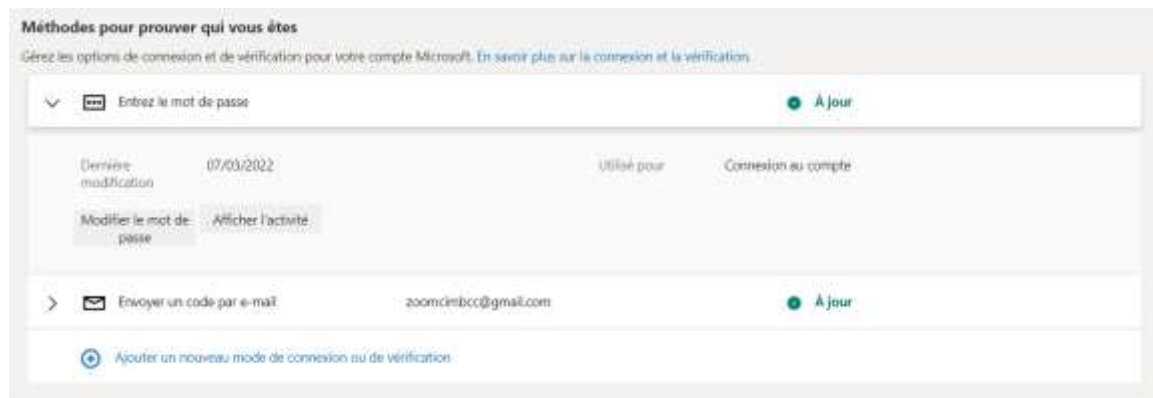 Méthodes pour prouver qui vous êtes
Gérez les options de connexion et de vérification pour votre compte Microsoft. En savoir plus sur la connexion et la vérification.
Entrez le mot de passe À jour
Dernière modification 07/03/2022 Utilisé pour Connexion au compte
Modifier le mot de passe Afficher l'activité
Envoyer un code par e-mail zoomcimbcc@gmail.com À jour
Ajouter un nouveau mode de connexion ou de vérification